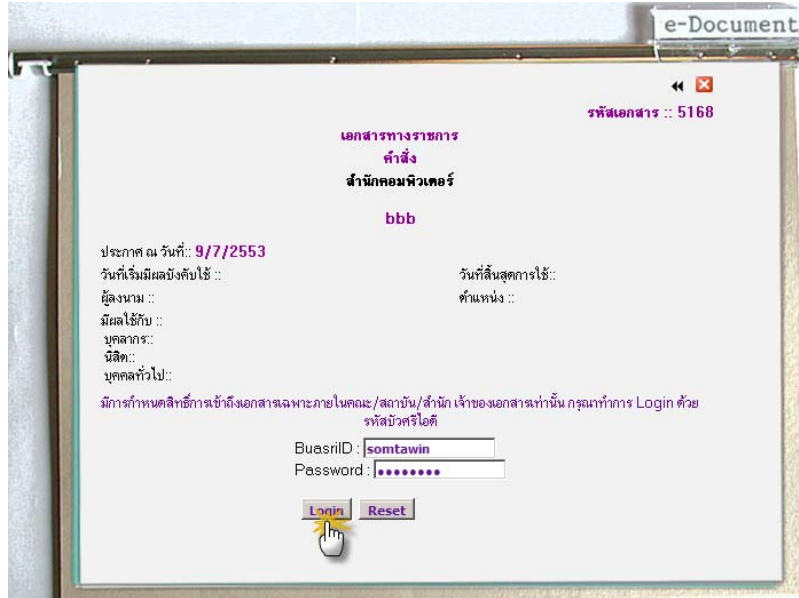 e-Document
รหัสเอกสาร :: 5168
เอกสารทางราชการ
คำสั่ง
สำนักคอมพิวเตอร์
bbb
ประกาศ ณ วันที่:: 9/7/2553
วันที่เริ่มมีผลบังคับใช้ :: วันที่สิ้นสุดการใช้::
ผู้ลงนาม :: ตำแหน่ง ::
มีผลใช้กับ ::
บุคลากร::
นิสิต::
บุคคลทั่วไป::
มีการกำหนดสิทธิ์การเข้าถึงเอกสารเฉพาะภายในคณะ/สถาบัน/สำนัก เจ้าของเอกสารเท่านั้น กรุณาทำการ Login ด้วย
รหัสบัวศรีไอดี
BuasriID : somtawin
Password : ••••••••
Login Reset